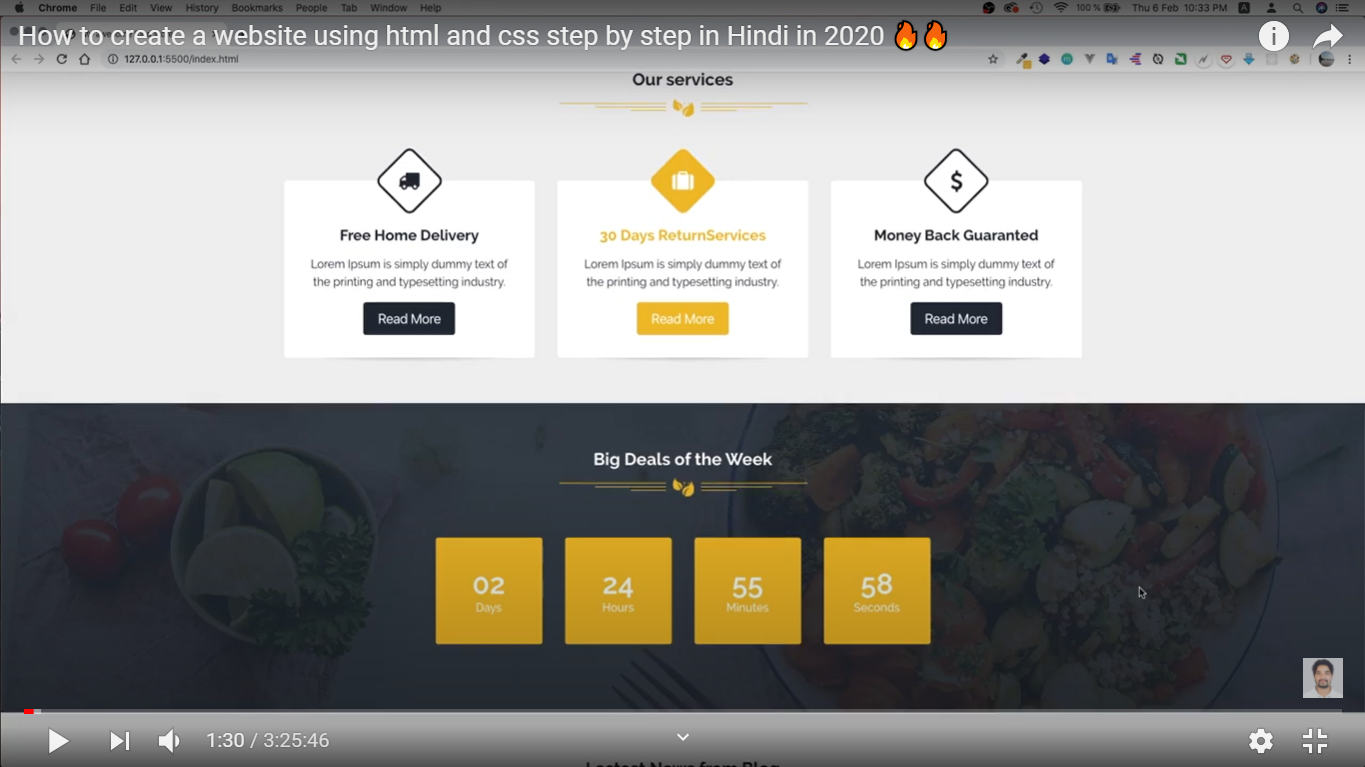 Chrome File Edit View History Bookmarks People Tab Window Help 100 % Thu 6 Feb 10:33 PM
How to create a website using html and css step by step in Hindi in 2020 🔥🔥
127.0.0.1:5500/index.html
Our services
Free Home Delivery
Lorem Ipsum is simply dummy text of
the printing and typesetting industry.
Read More
30 Days ReturnServices
Lorem Ipsum is simply dummy text of
the printing and typesetting industry.
Read More
$
Money Back Guaranted
Lorem Ipsum is simply dummy text of
the printing and typesetting industry.
Read More
Big Deals of the Week
02
Days
24
Hours
55
Minutes
58
Seconds
1:30 / 3:25:46
Lastest News from Blog